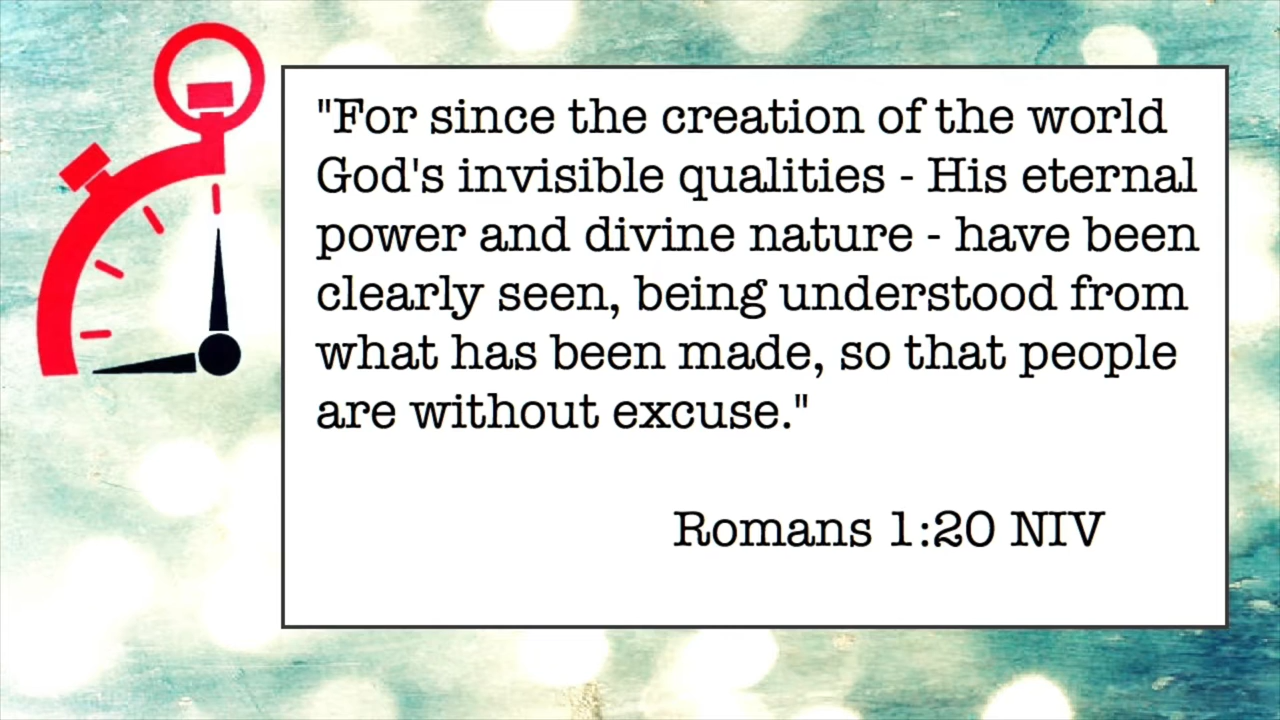 "For since the creation of the world
God's invisible qualities - His eternal
power and divine nature - have been
clearly seen, being understood from
what has been made, so that people
are without excuse."
Romans 1:20 NIV